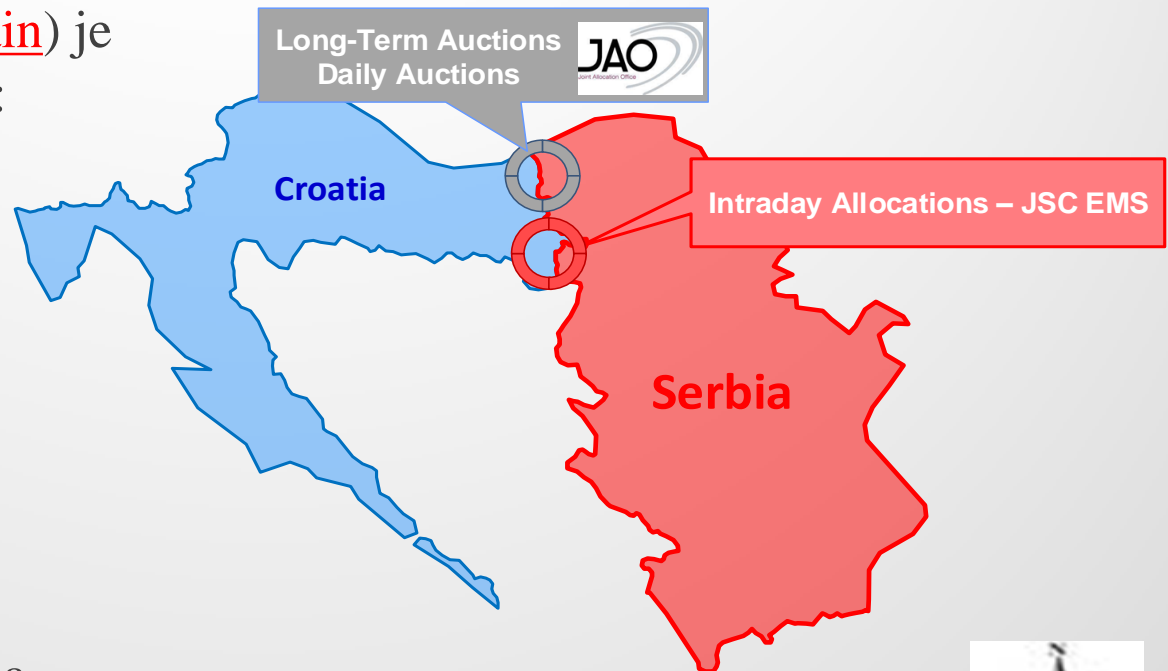 in) je
:
Long-Term Auctions
Daily Auctions
JAO
Joint Allocation Office
Croatia
Intraday Allocations – JSC EMS
Serbia